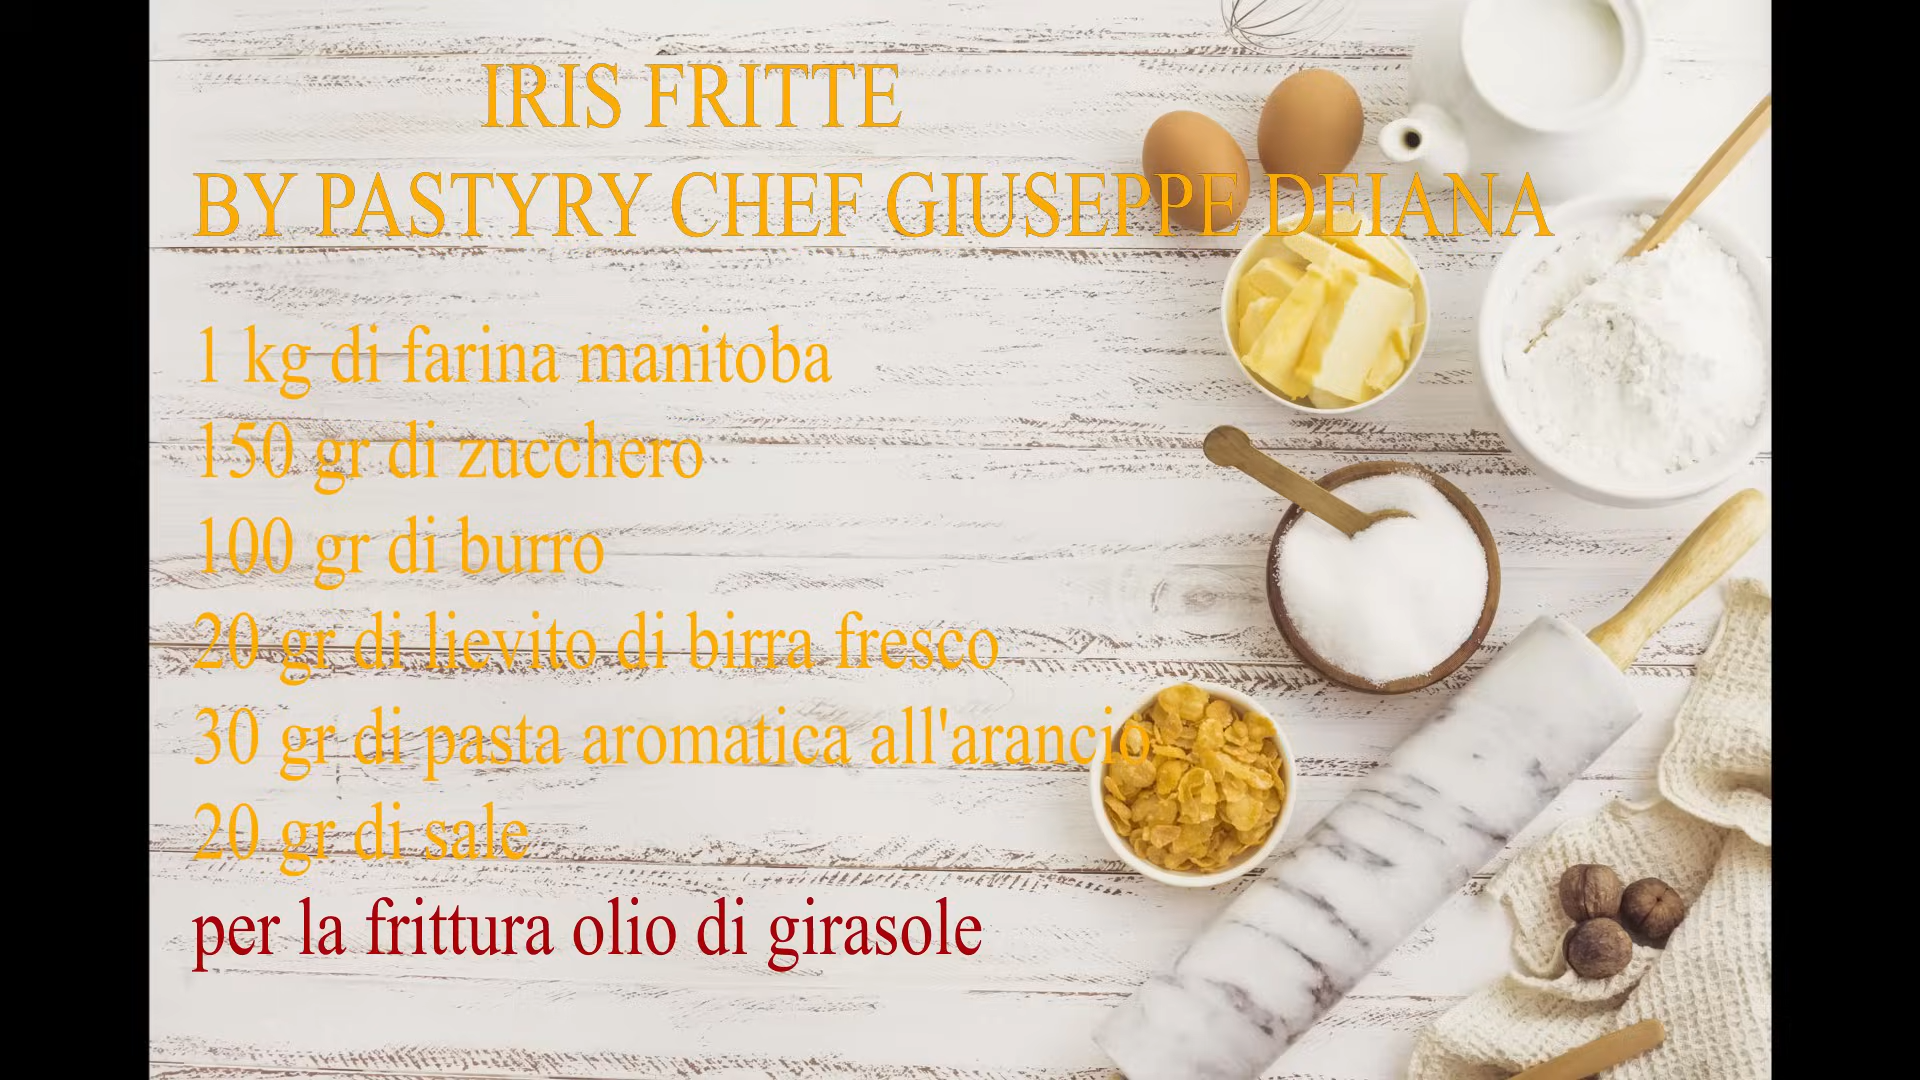 IRIS FRITTE
BY PASTYRY CHEF GIUSEPPE DEIANA
1 kg di farina manitoba
150 gr di zucchero
100 gr di burro
20 gr di lievito di birra fresco
30 gr di pasta aromatica all'arancio
20 gr di sale
per la frittura olio di girasole